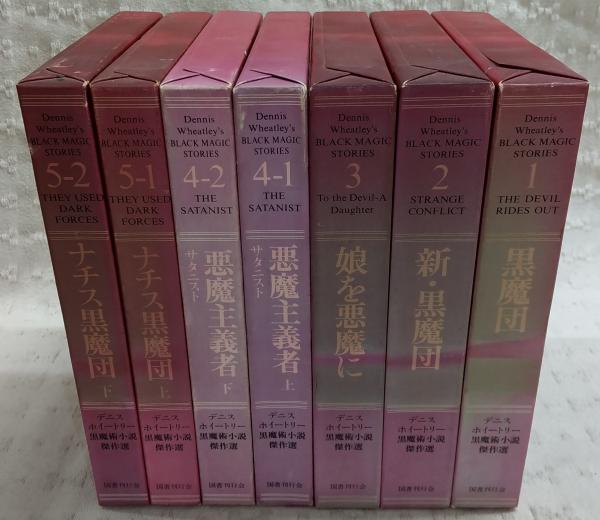 Dennis
Wheatley's
BLACK MAGIC
STORIES
5-2
THEY USED
DARK
FORCES
ナチス黒魔団 下
デニス
ホイートリー
黒魔術小説
傑作選
国書刊行会
Dennis
Wheatley's
BLACK MAGIC
STORIES
5-1
THEY USED
DARK
FORCES
ナチス黒魔団 上
デニス
ホイートリー
黒魔術小説
傑作選
国書刊行会
Dennis
Wheatley's
BLACK MAGIC
STORIES
4-2
THE
SATANIST
悪魔主義者 下
サタニスト
デニス
ホイートリー
黒魔術小説
傑作選
国書刊行会
Dennis
Wheatley's
BLACK MAGIC
STORIES
4-1
THE
SATANIST
悪魔主義者 上
サタニスト
デニス
ホイートリー
黒魔術小説
傑作選
国書刊行会
Dennis
Wheatley's
BLACK MAGIC
STORIES
3
To the Devil-A
Daughter
娘を悪魔に
デニス
ホイートリー
黒魔術小説
傑作選
国書刊行会
Dennis
Wheatley's
BLACK MAGIC
STORIES
2
STRANGE
CONFLICT
新・黒魔団
デニス
ホイートリー
黒魔術小説
傑作選
国書刊行会
Dennis
Wheatley's
BLACK MAGIC
STORIES
1
THE DEVIL
RIDES OUT
黒魔団
デニス
ホイートリー
黒魔術小説
傑作選
国書刊行会